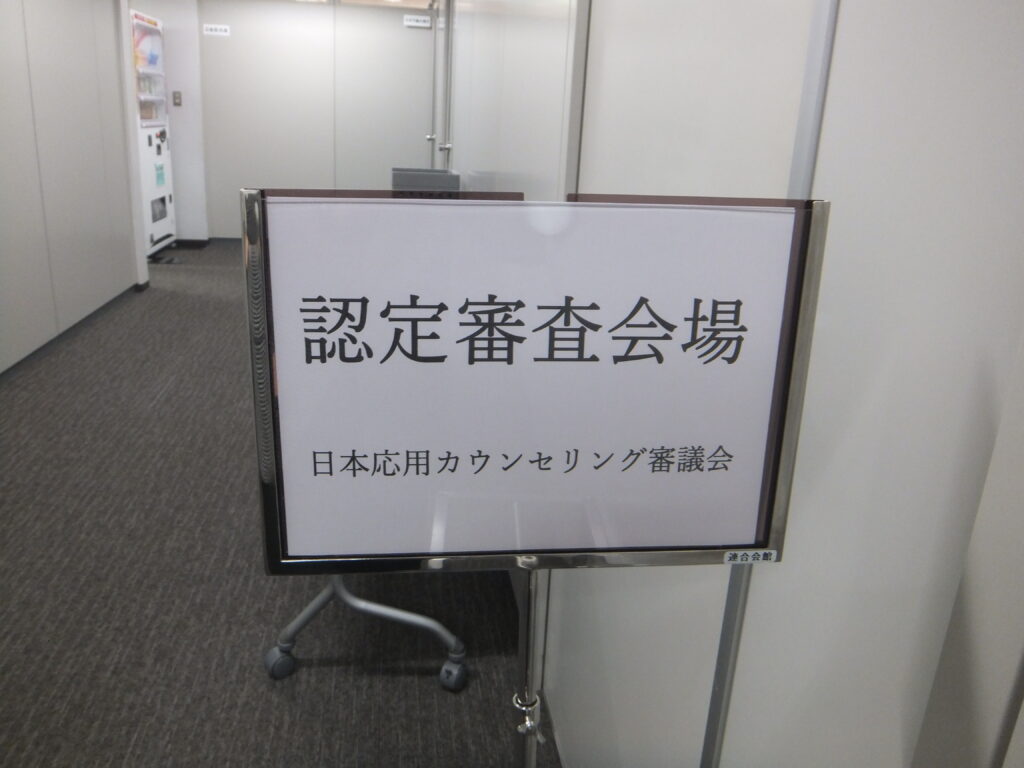 認定審査会場
日本応用カウンセリング審議会
連合会館